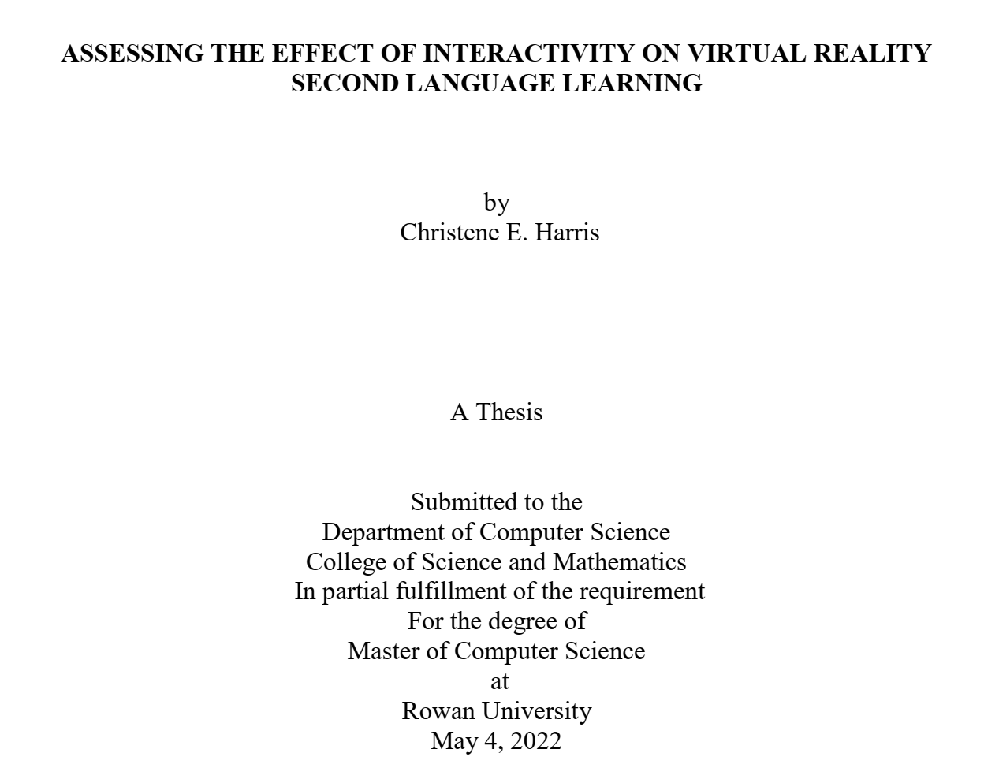 ASSESSING THE EFFECT OF INTERACTIVITY ON VIRTUAL REALITY
SECOND LANGUAGE LEARNING
by
Christene E. Harris
A Thesis
Submitted to the
Department of Computer Science
College of Science and Mathematics
In partial fulfillment of the requirement
For the degree of
Master of Computer Science
at
Rowan University
May 4, 2022